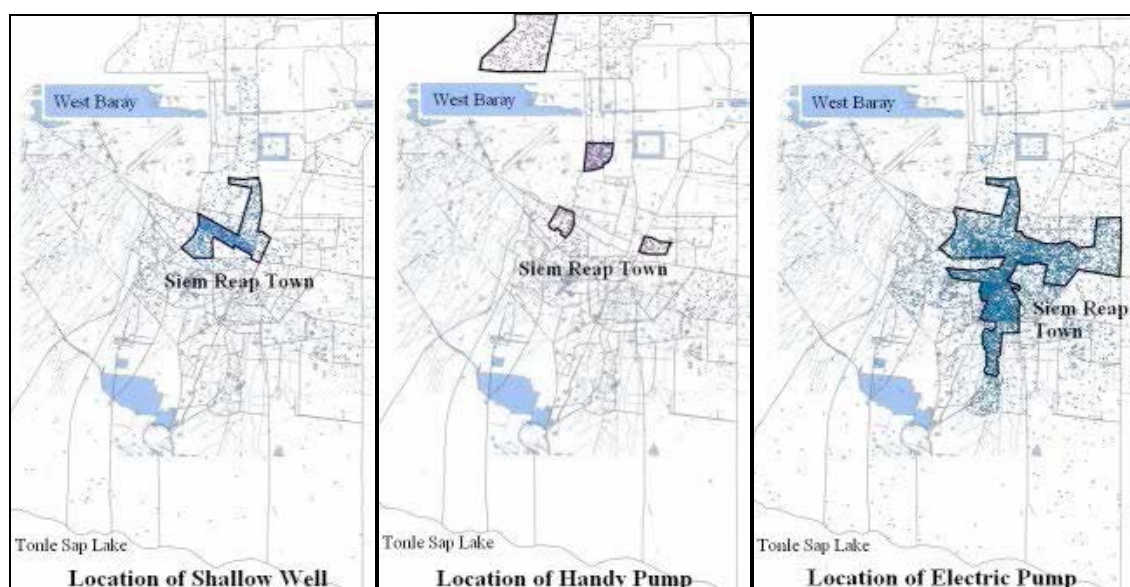 West Baray
Siem Reap Town
Tonle Sap Lake
Location of Shallow Well
West Baray
Siem Reap Town
Tonle Sap Lake
Location of Handy Pump
West Baray
Siem Reap
Town
Tonle Sap Lake
Location of Electric Pump